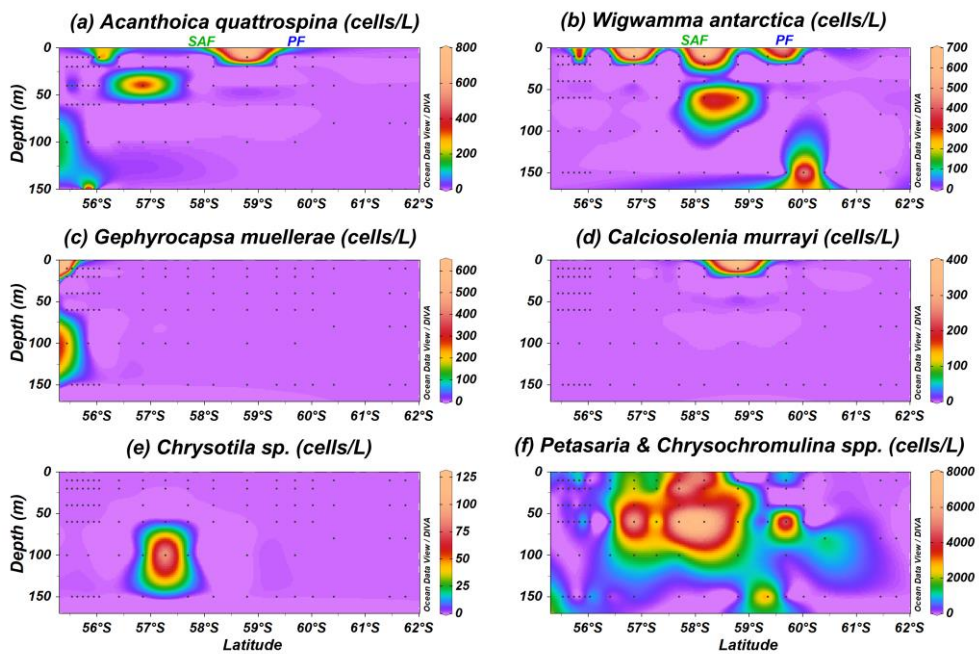 (a) Acanthoica quattrospina (cells/L)
SAF PF
Depth (m)
0
50
100
150
56°S 57°S 58°S 59°S 60°S 61°S 62°S
800
600
400
200
0
Ocean Data View / DIVA
(b) Wigwamma antarctica (cells/L)
SAF PF
0
50
100
150
56°S 57°S 58°S 59°S 60°S 61°S 62°S
700
600
500
400
300
200
100
0
Ocean Data View / DIVA
(c) Gephyrocapsa muellerae (cells/L)
Depth (m)
0
50
100
150
56°S 57°S 58°S 59°S 60°S 61°S 62°S
600
500
400
300
200
100
0
Ocean Data View / DIVA
(d) Calciosolenia murrayi (cells/L)
0
50
100
150
56°S 57°S 58°S 59°S 60°S 61°S 62°S
400
300
200
100
0
Ocean Data View / DIVA
(e) Chrysotila sp. (cells/L)
Depth (m)
0
50
100
150
56°S 57°S 58°S 59°S 60°S 61°S 62°S
Latitude
125
100
75
50
25
0
Ocean Data View / DIVA
(f) Petasaria & Chrysochromulina spp. (cells/L)
0
50
100
150
56°S 57°S 58°S 59°S 60°S 61°S 62°S
Latitude
8000
6000
4000
2000
0
Ocean Data View / DIVA